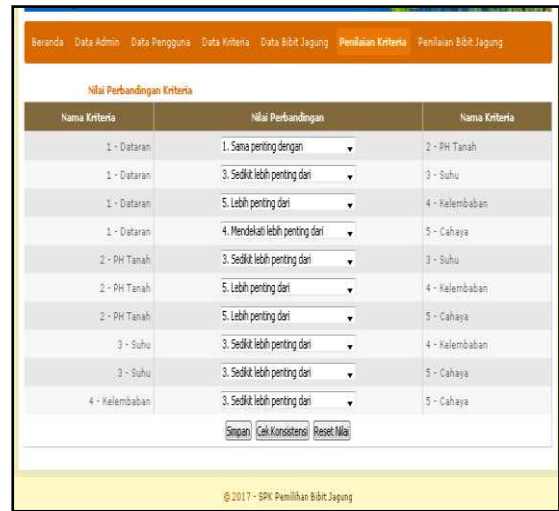 Beranda Data Admin Data Pengguna Data Kriteria Data Bibit Jagung Penilaian Kriteria Penilaian Bibit Jagung
Nilai Perbandingan Kriteria
Nama Kriteria Nilai Perbandingan Nama Kriteria
1 - Dataran 1. Sama penting dengan 2 - PH Tanah
1 - Dataran 3. Sedikit lebih penting dari 3 - Suhu
1 - Dataran 5. Lebih penting dari 4 - Kelembaban
1 - Dataran 4. Mendekati lebih penting dari 5 - Cahaya
2 - PH Tanah 3. Sedikit lebih penting dari 3 - Suhu
2 - PH Tanah 5. Lebih penting dari 4 - Kelembaban
2 - PH Tanah 5. Lebih penting dari 5 - Cahaya
3 - Suhu 3. Sedikit lebih penting dari 4 - Kelembaban
3 - Suhu 3. Sedikit lebih penting dari 5 - Cahaya
4 - Kelembaban 3. Sedikit lebih penting dari 5 - Cahaya
Simpan Cek Konsistensi Reset Nilai
© 2017 - SPK Pemilihan Bibit Jagung